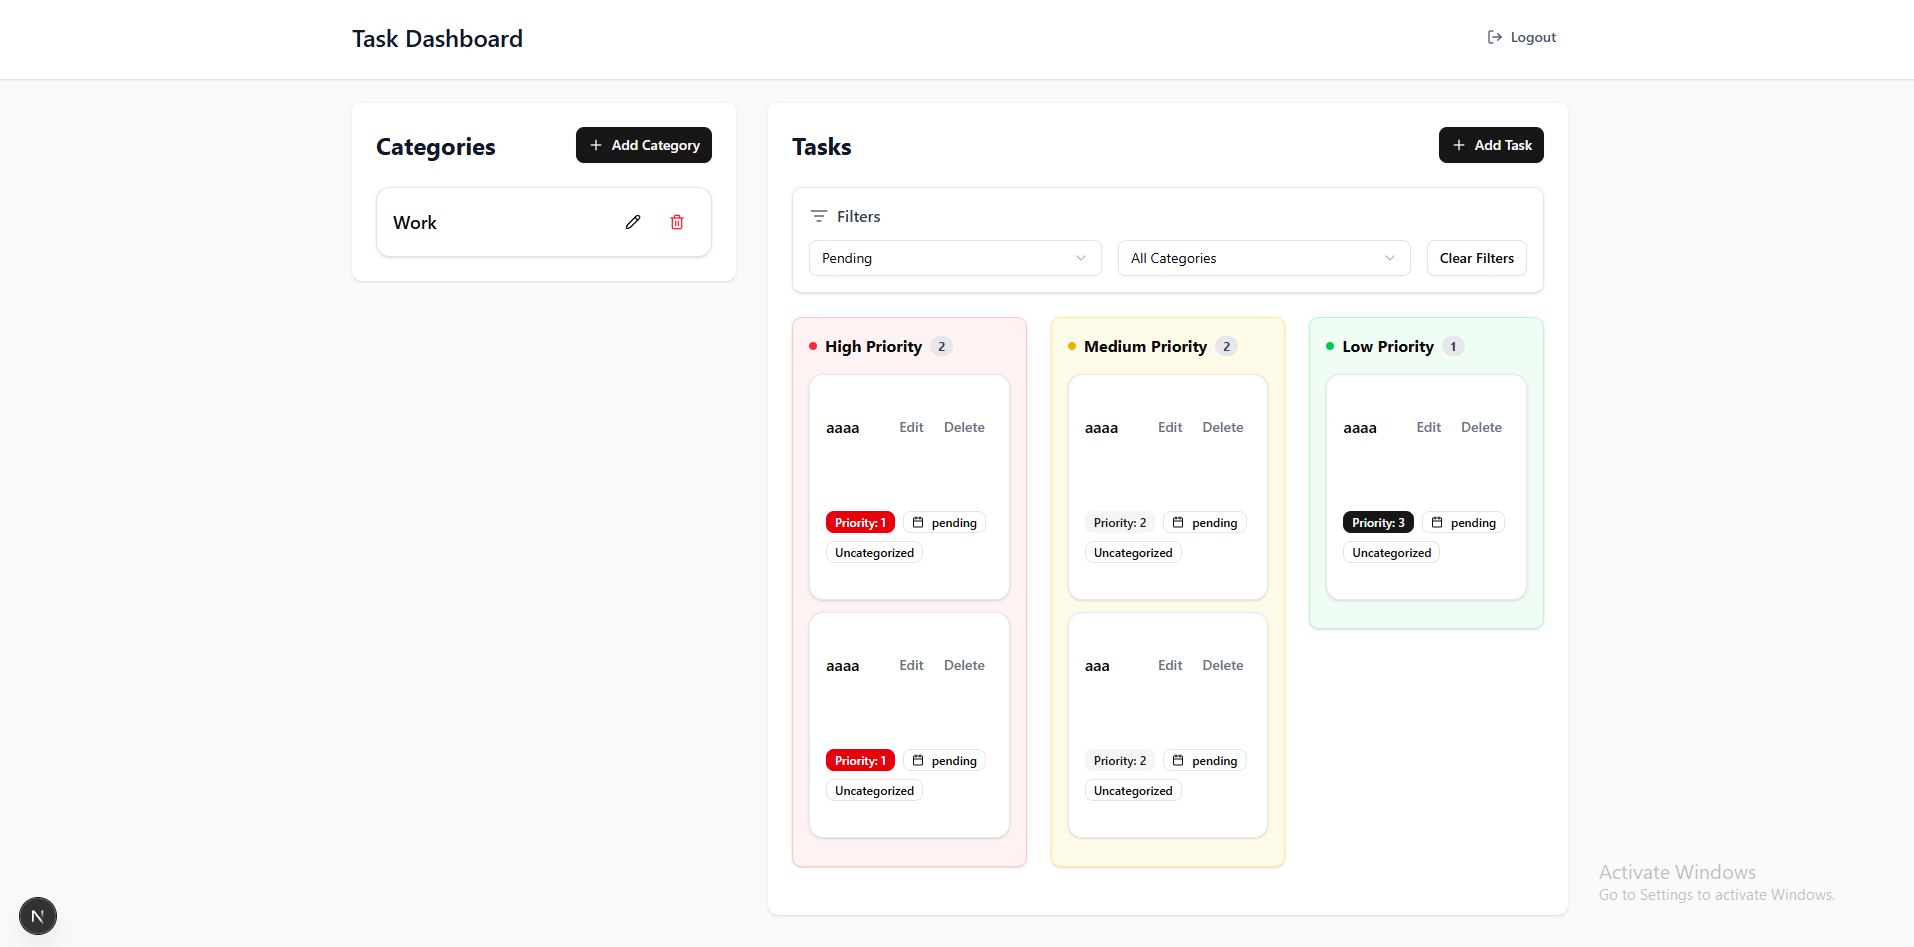 Task Dashboard
Logout
Categories
Add Category
Work
Tasks
Add Task
Filters
Pending
All Categories
Clear Filters
High Priority 2
aaaa Edit Delete
Priority: 1 pending
Uncategorized
aaaa Edit Delete
Priority: 1 pending
Uncategorized
Medium Priority 2
aaaa Edit Delete
Priority: 2 pending
Uncategorized
aaa Edit Delete
Priority: 2 pending
Uncategorized
Low Priority 1
aaaa Edit Delete
Priority: 3 pending
Uncategorized
Activate Windows
Go to Settings to activate Windows.
N